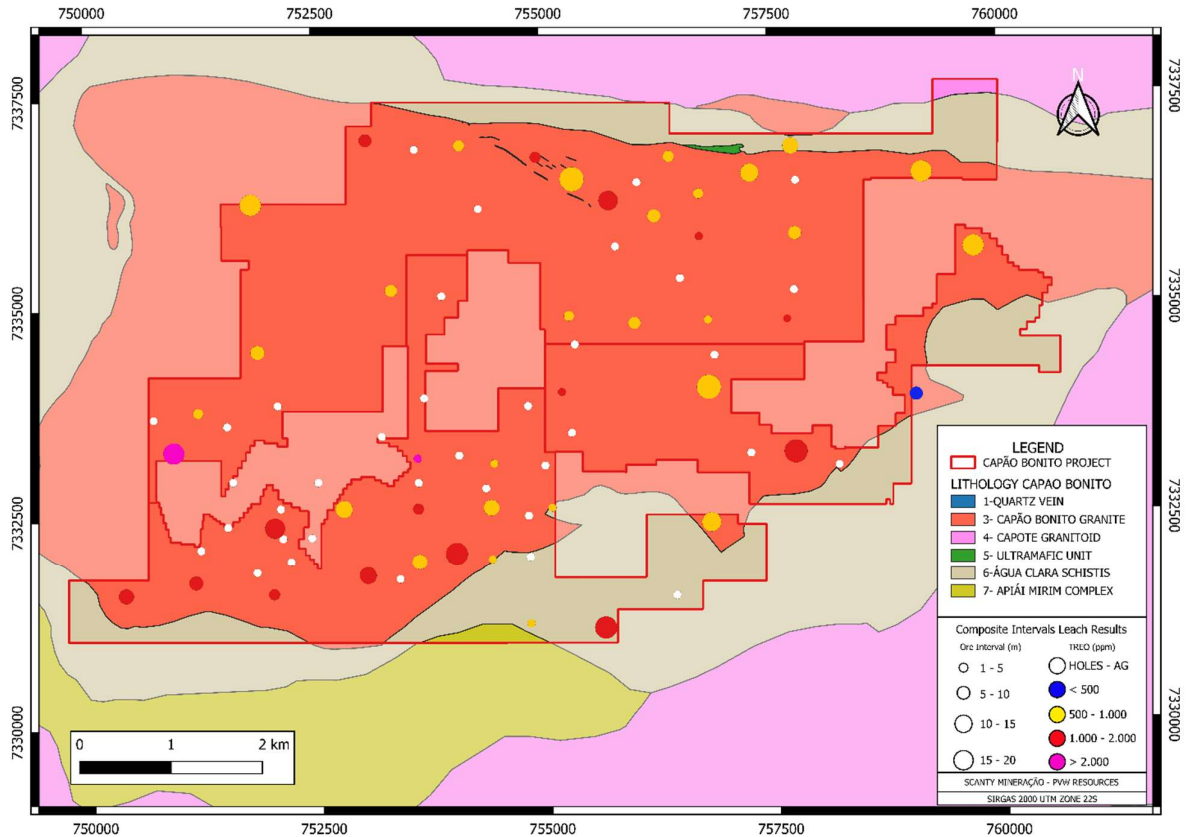 750000 752500 755000 757500 760000
7337500
7337500
N
7335000
7335000
LEGEND
CAPÃO BONITO PROJECT
LITHOLOGY CAPAO BONITO
1-QUARTZ VEIN
3- CAPÃO BONITO GRANITE
4- CAPOTE GRANITOID
5- ULTRAMAFIC UNIT
6-ÁGUA CLARA SCHISTIS
7- APIÁI MIRIM COMPLEX
7332500
7332500
Composite Intervals Leach Results
Ore Interval (m) TREO (ppm)
1 - 5 HOLES - AG
5 - 10 < 500
10 - 15 500 - 1.000
15 - 20 1.000 - 2.000
> 2.000
7330000
7330000
0 1 2 km
SCANTY MINERAÇÃO - PVW RESOURCES
SIRGAS 2000 UTM ZONE 22S
750000 752500 755000 757500 760000